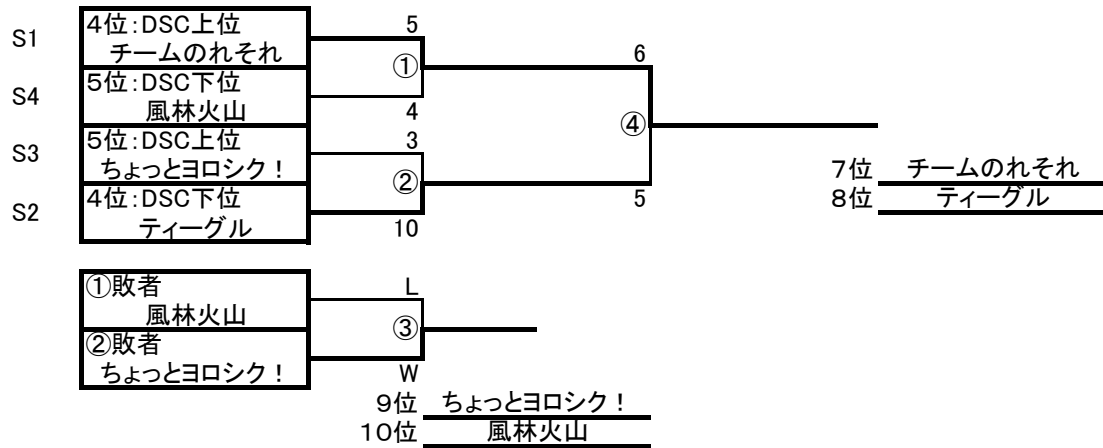 S1
4位:DSC上位
チームのれそれ
5
①
S4
5位:DSC下位
風林火山
4
6
④
S3
5位:DSC上位
ちょっとヨロシク！
3
②
S2
4位:DSC下位
ティーグル
10
5
7位 チームのれそれ
8位 ティーグル
①敗者
風林火山
L
③
②敗者
ちょっとヨロシク！
W
9位 ちょっとヨロシク！
10位 風林火山